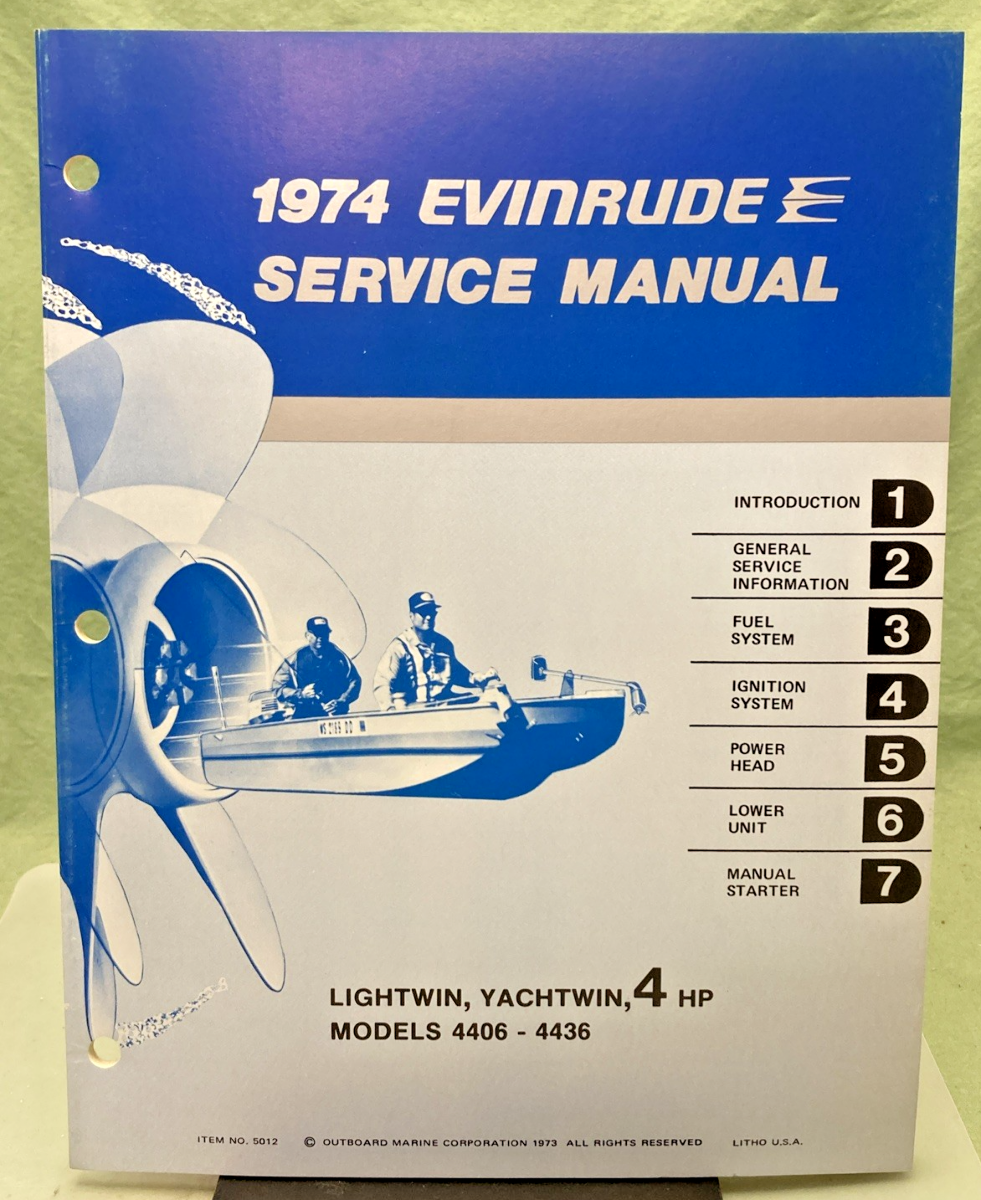 1974 EVINRUDE
SERVICE MANUAL
INTRODUCTION 1
GENERAL
SERVICE
INFORMATION 2
FUEL
SYSTEM 3
IGNITION
SYSTEM 4
POWER
HEAD 5
LOWER
UNIT 6
MANUAL
STARTER 7
LIGHTWIN, YACHTWIN, 4 HP
MODELS 4406 - 4436
ITEM NO. 5012 © OUTBOARD MARINE CORPORATION 1973 ALL RIGHTS RESERVED LITHO U.S.A.